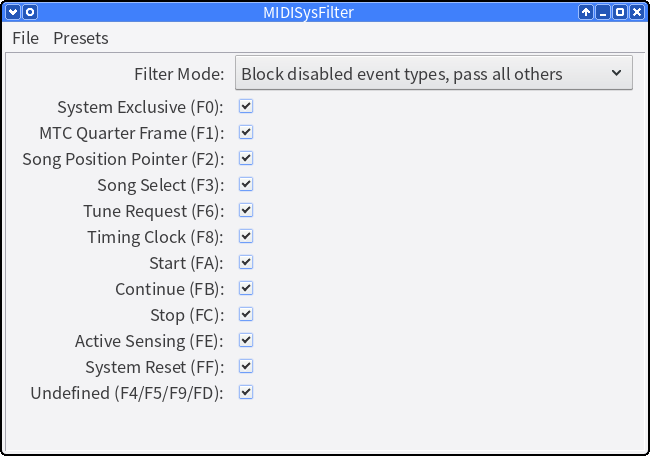 MIDISysFilter
File Presets
Filter Mode: Block disabled event types, pass all others
System Exclusive (F0):
MTC Quarter Frame (F1):
Song Position Pointer (F2):
Song Select (F3):
Tune Request (F6):
Timing Clock (F8):
Start (FA):
Continue (FB):
Stop (FC):
Active Sensing (FE):
System Reset (FF):
Undefined (F4/F5/F9/FD):